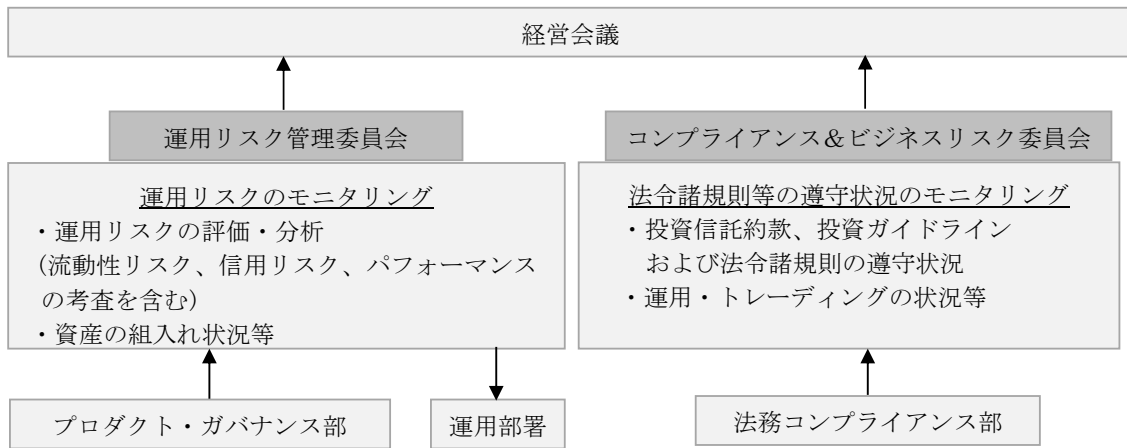 経営会議
運用リスク管理委員会
運用リスクのモニタリング
・運用リスクの評価・分析
(流動性リスク、信用リスク、パフォーマンス
の考査を含む)
・資産の組入れ状況等
プロダクト・ガバナンス部
運用部署
コンプライアンス＆ビジネスリスク委員会
法令諸規則等の遵守状況のモニタリング
・投資信託約款、投資ガイドライン
および法令諸規則の遵守状況
・運用・トレーディングの状況等
法務コンプライアンス部